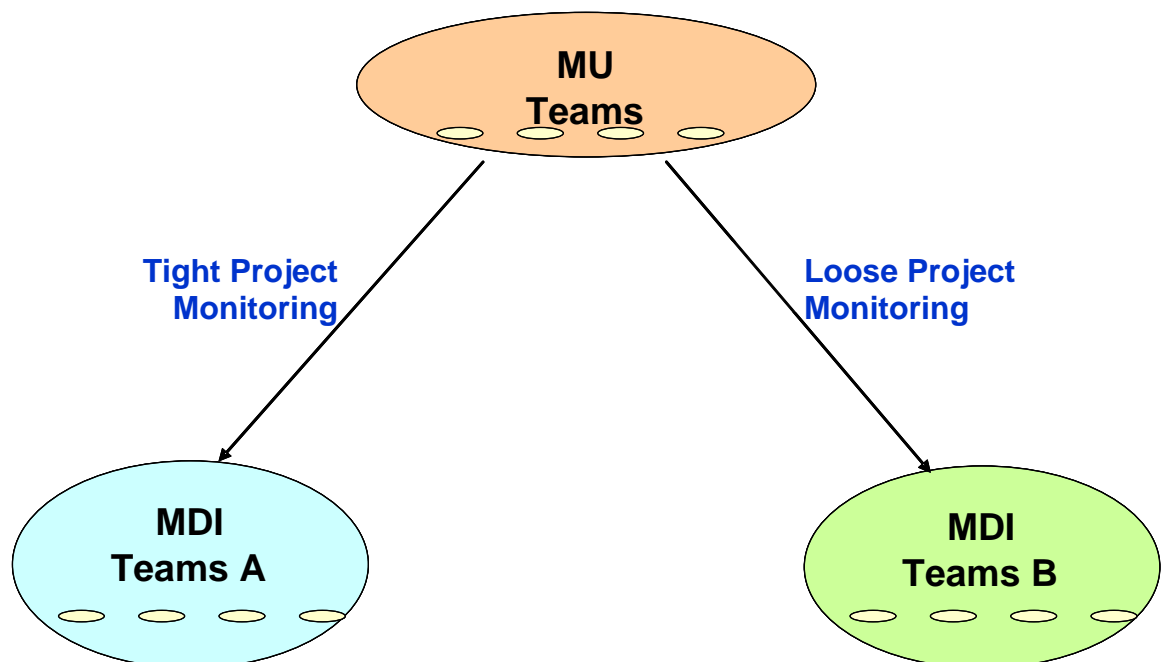 MU
Teams
Tight Project
Monitoring
Loose Project
Monitoring
MDI
Teams A
MDI
Teams B